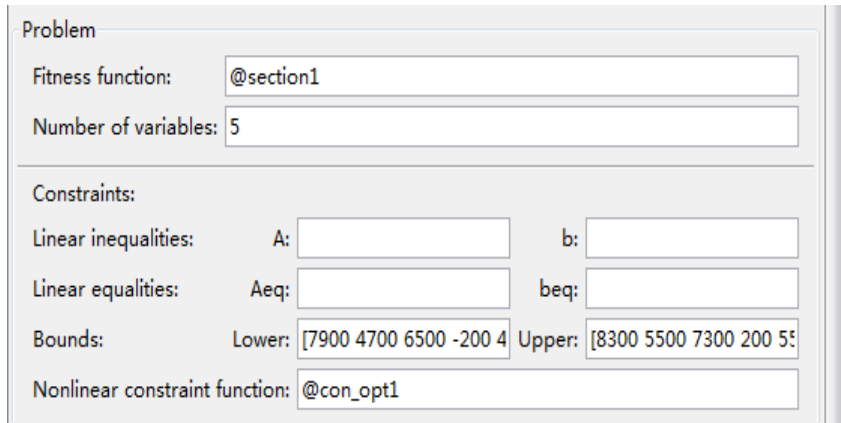 Problem
Fitness function: @section1
Number of variables: 5
Constraints:
Linear inequalities: A: b:
Linear equalities: Aeq: beq:
Bounds: Lower: [7900 4700 6500 -200 4 Upper: [8300 5500 7300 200 55
Nonlinear constraint function: @con_opt1